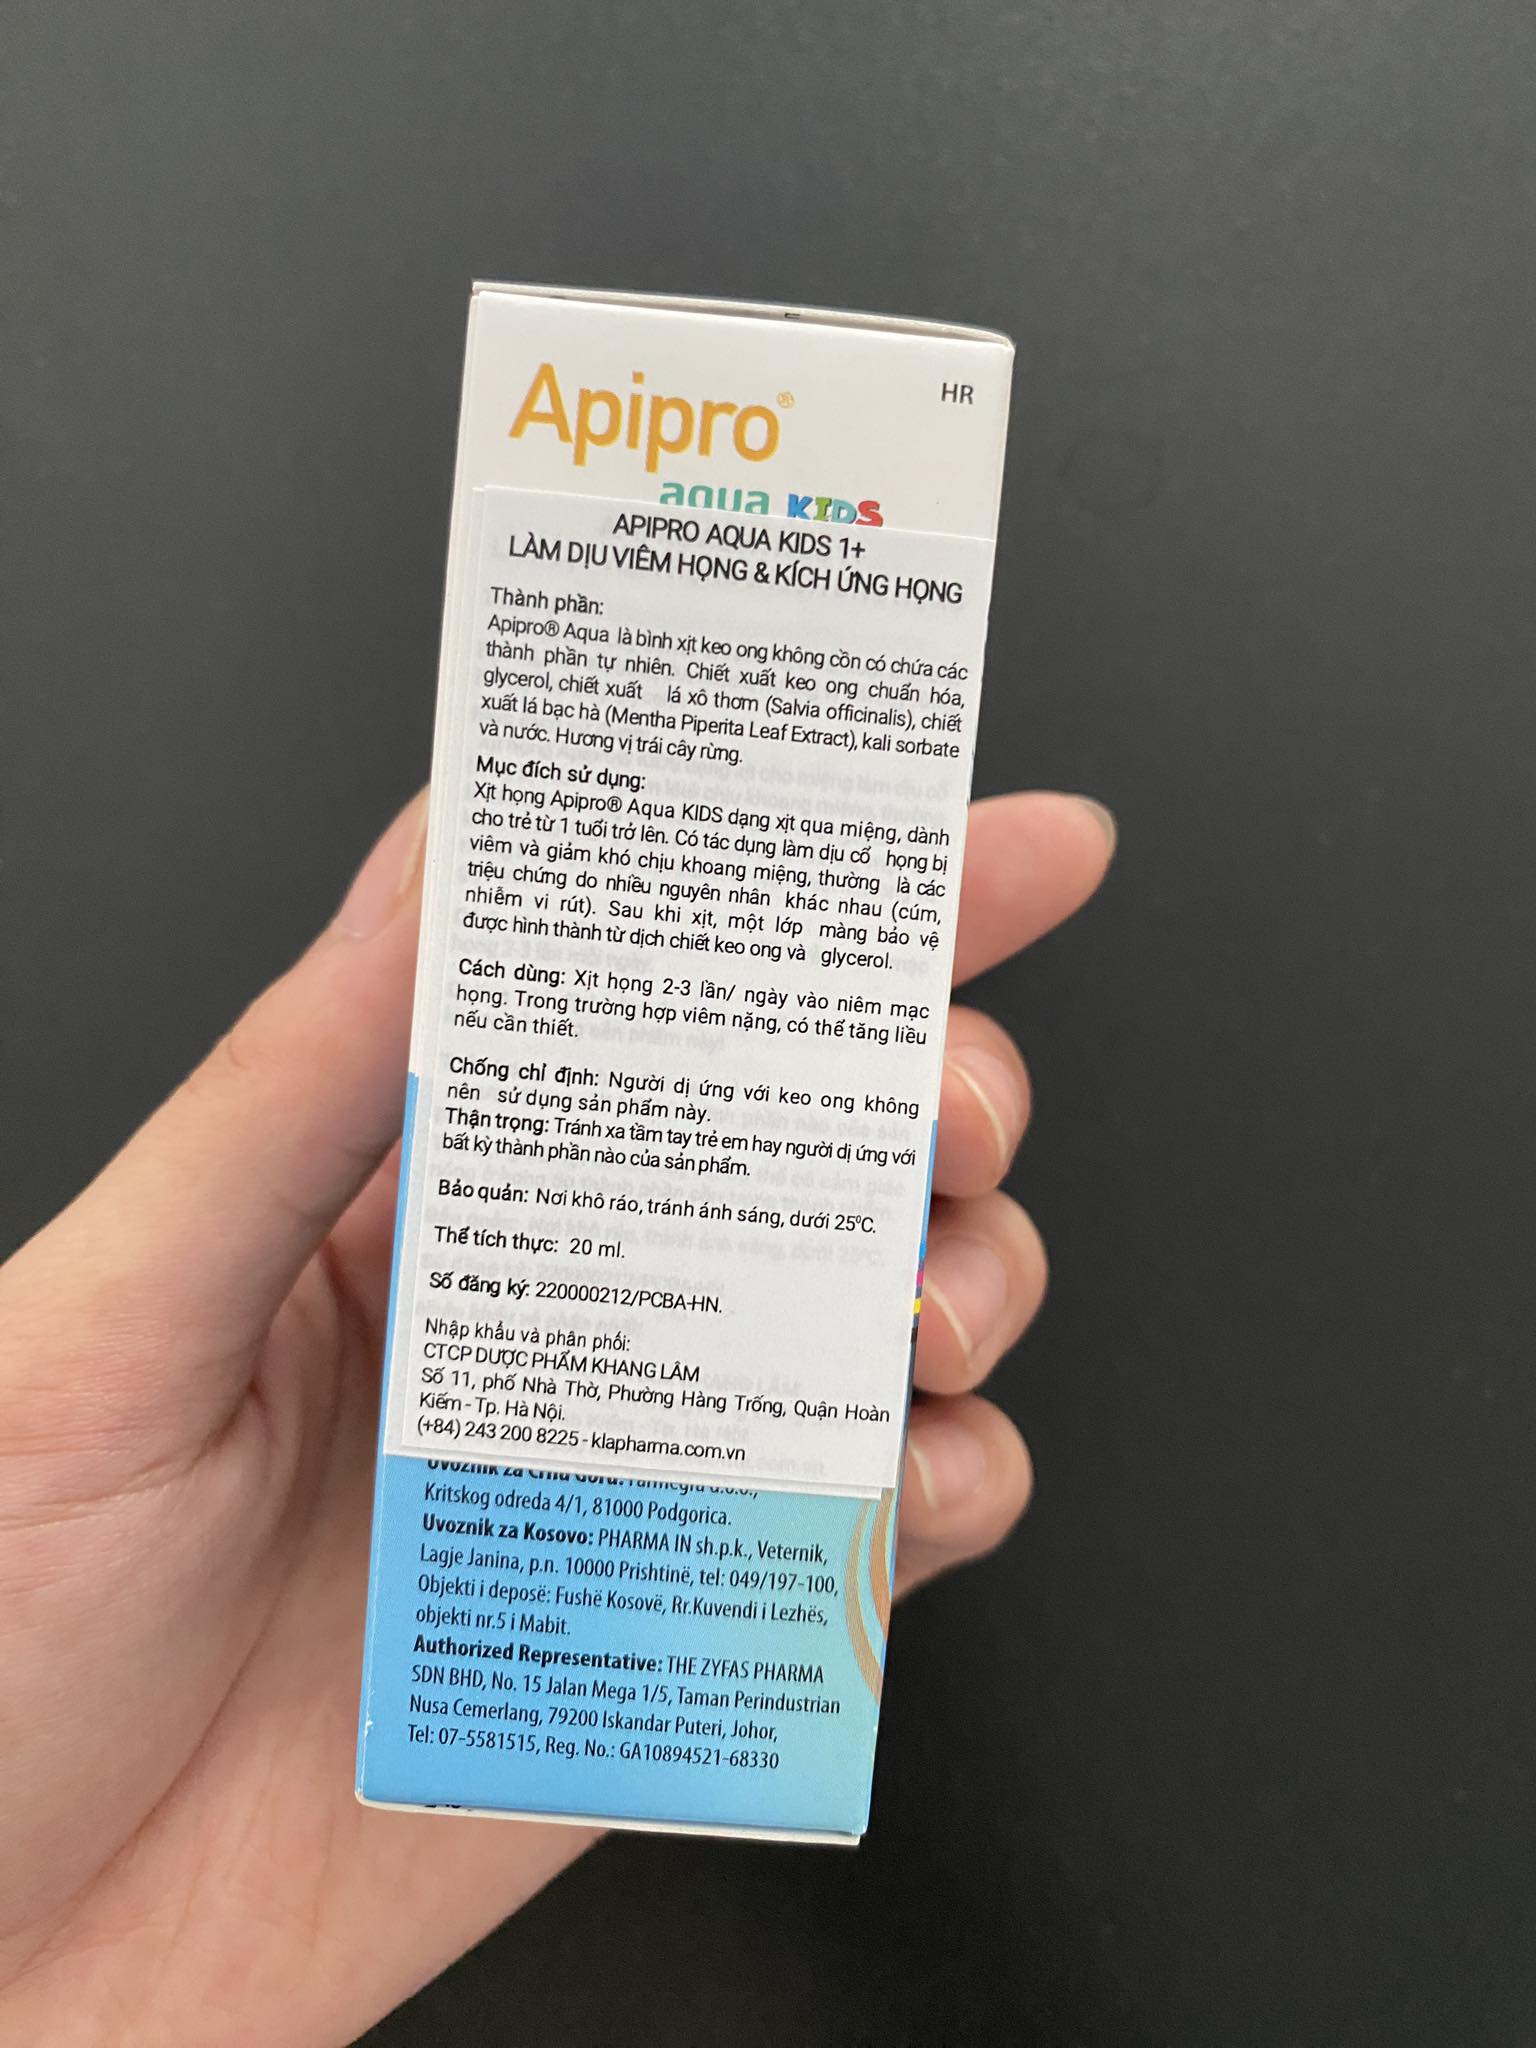 Apipro®
HR
aqua KIDS
APIPRO AQUA KIDS 1+
LÀM DỊU VIÊM HỌNG & KÍCH ỨNG HỌNG
Thành phần:
Apipro® Aqua là bình xịt keo ong không cồn có chứa các
thành phần tự nhiên. Chiết xuất keo ong chuẩn hóa,
glycerol, chiết xuất lá xô thơm (Salvia officinalis), chiết
xuất lá bạc hà (Mentha Piperita Leaf Extract), kali sorbate
và nước. Hương vị trái cây rừng.
Mục đích sử dụng:
Xịt họng Apipro® Aqua KIDS dạng xịt qua miệng, dành
cho trẻ từ 1 tuổi trở lên. Có tác dụng làm dịu cổ họng bị
viêm và giảm khó chịu khoang miệng, thường là các
triệu chứng do nhiều nguyên nhân khác nhau (cúm,
nhiễm vi rút). Sau khi xịt, một lớp màng bảo vệ
được hình thành từ dịch chiết keo ong và glycerol.
Cách dùng: Xịt họng 2-3 lần/ ngày vào niêm mạc
họng. Trong trường hợp viêm nặng, có thể tăng liều
nếu cần thiết.
Chống chỉ định: Người dị ứng với keo ong không
nên sử dụng sản phẩm này.
Thận trọng: Tránh xa tầm tay trẻ em hay người dị ứng với
bất kỳ thành phần nào của sản phẩm.
Bảo quản: Nơi khô ráo, tránh ánh sáng, dưới 25⁰C.
Thể tích thực: 20 ml.
Số đăng ký: 220000212/PCBA-HN.
Nhập khẩu và phân phối:
CTCP DƯỢC PHẨM KHANG LÂM
Số 11, phố Nhà Thờ, Phường Hàng Trống, Quận Hoàn
Kiếm - Tp. Hà Nội.
(+84) 243 200 8225 - klapharma.com.vn
Uvoznik za Crnu Goru: Farmegra d.o.o.,
Kritskog odreda 4/1, 81000 Podgorica.
Uvoznik za Kosovo: PHARMA IN sh.p.k., Veternik,
Lagje Janina, p.n. 10000 Prishtinë, tel: 049/197-100,
Objekti i deposë: Fushë Kosovë, Rr.Kuvendi i Lezhës,
objekti nr.5 i Mabit.
Authorized Representative: THE ZYFAS PHARMA
SDN BHD, No. 15 Jalan Mega 1/5, Taman Perindustrian
Nusa Cemerlang, 79200 Iskandar Puteri, Johor,
Tel: 07-5581515, Reg. No.: GA10894521-68330